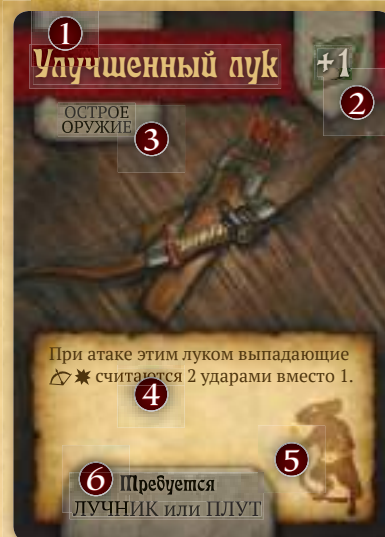 1
Улучшенный лук
+1
2
ОСТРОЕ
ОРУЖИЕ
3
При атаке этим луком выпадающие
считаются 2 ударами вместо 1.
4
5
6
Требуется
ЛУЧНИК или ПЛУТ